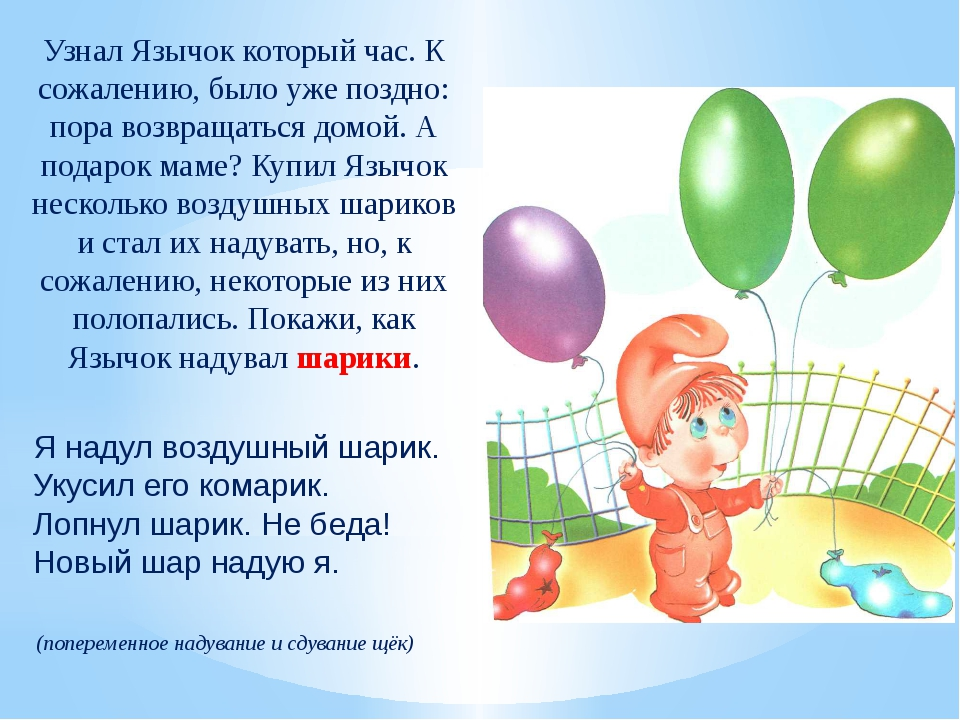 Узнал Язычок который час. К
сожалению, было уже поздно:
пора возвращаться домой. А
подарок маме? Купил Язычок
несколько воздушных шариков
и стал их надувать, но, к
сожалению, некоторые из них
полопались. Покажи, как
Язычок надувал шарики.
Я надул воздушный шарик.
Укусил его комарик.
Лопнул шарик. Не беда!
Новый шар надую я.
(попеременное надувание и сдувание щёк)